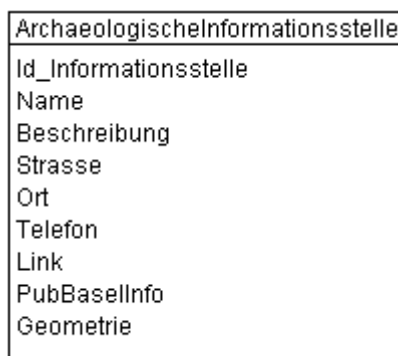 ArchaeologischeInformationsstelle
Id_Informationsstelle
Name
Beschreibung
Strasse
Ort
Telefon
Link
PubBaselInfo
Geometrie